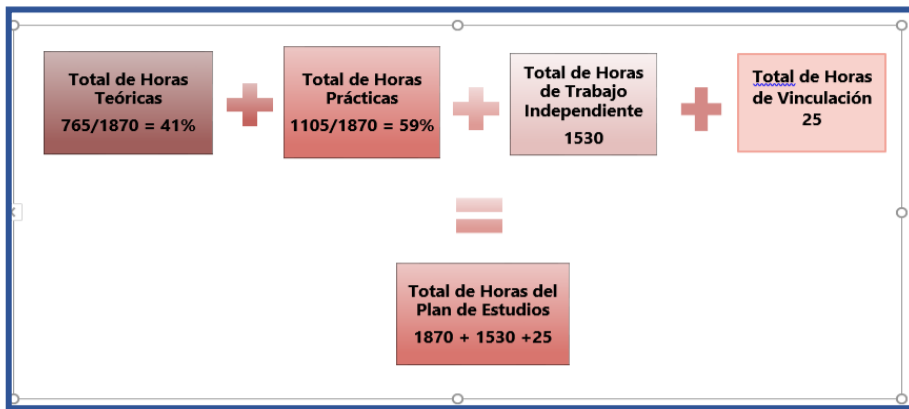 Total de Horas
Teóricas
765/1870 = 41%
Total de Horas
Prácticas
1105/1870 = 59%
Total de Horas
de Trabajo
Independiente
1530
Total de Horas
de Vinculación
25
Total de Horas del
Plan de Estudios
1870 + 1530 +25